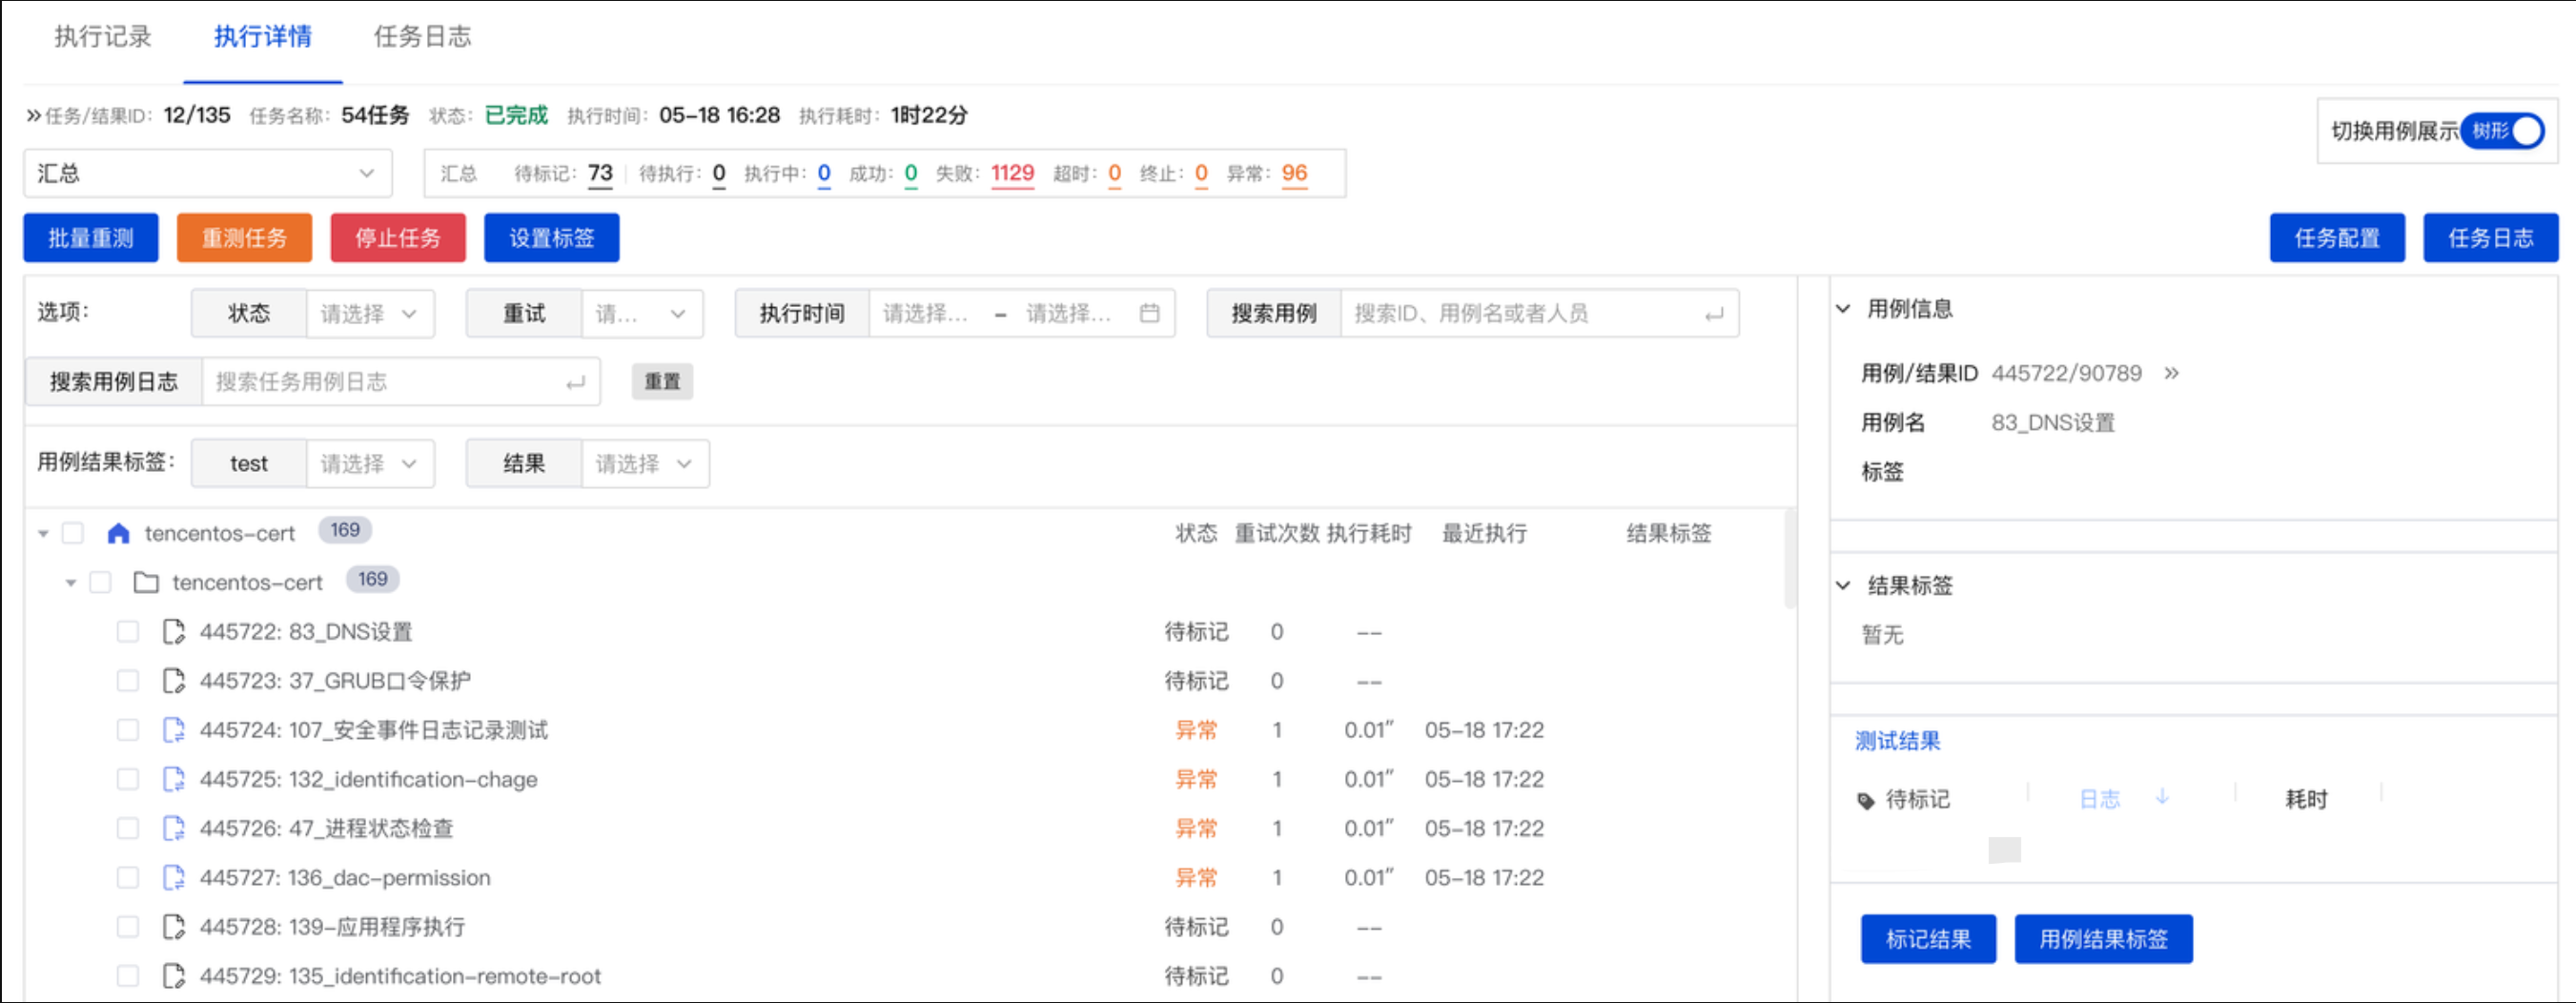 执行记录 执行详情 任务日志
任务/结果ID: 12/135 任务名称: 54任务 状态: 已完成 执行时间: 05-18 16:28 执行耗时: 1时22分
切换用例展示 树形
汇总 汇总 待标记: 73 待执行: 0 执行中: 0 成功: 0 失败: 1129 超时: 0 终止: 0 异常: 96
批量重测 重测任务 停止任务 设置标签 任务配置 任务日志
选项: 状态 请选择 重试 请... 执行时间 请选择... - 请选择... 搜索用例 搜索ID、用例名或者人员
搜索用例日志 搜索任务用例日志 重置
用例结果标签: test 请选择 结果 请选择
tencentos-cert 169 状态 重试次数 执行耗时 最近执行 结果标签
tencentos-cert 169
445722: 83_DNS设置 待标记 0 --
445723: 37_GRUB口令保护 待标记 0 --
445724: 107_安全事件日志记录测试 异常 1 0.01" 05-18 17:22
445725: 132_identification-chage 异常 1 0.01" 05-18 17:22
445726: 47_进程状态检查 异常 1 0.01" 05-18 17:22
445727: 136_dac-permission 异常 1 0.01" 05-18 17:22
445728: 139-应用程序执行 待标记 0 --
445729: 135_identification-remote-root 待标记 0 --
用例信息
用例/结果ID 445722/90789 »
用例名 83_DNS设置
标签
结果标签
暂无
测试结果
待标记 日志 耗时
标记结果 用例结果标签